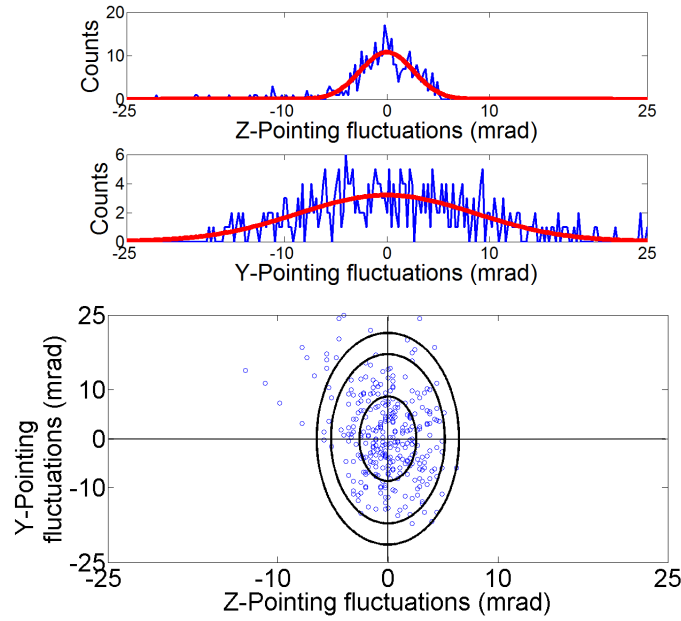 20
10
0
Counts
-25 -10 0 10 25
Z-Pointing fluctuations (mrad)
6
4
2
0
Counts
-25 -10 0 10 25
Y-Pointing fluctuations (mrad)
25
10
0
-10
-25
Y-Pointing
fluctuations (mrad)
-25 -10 0 10 25
Z-Pointing fluctuations (mrad)